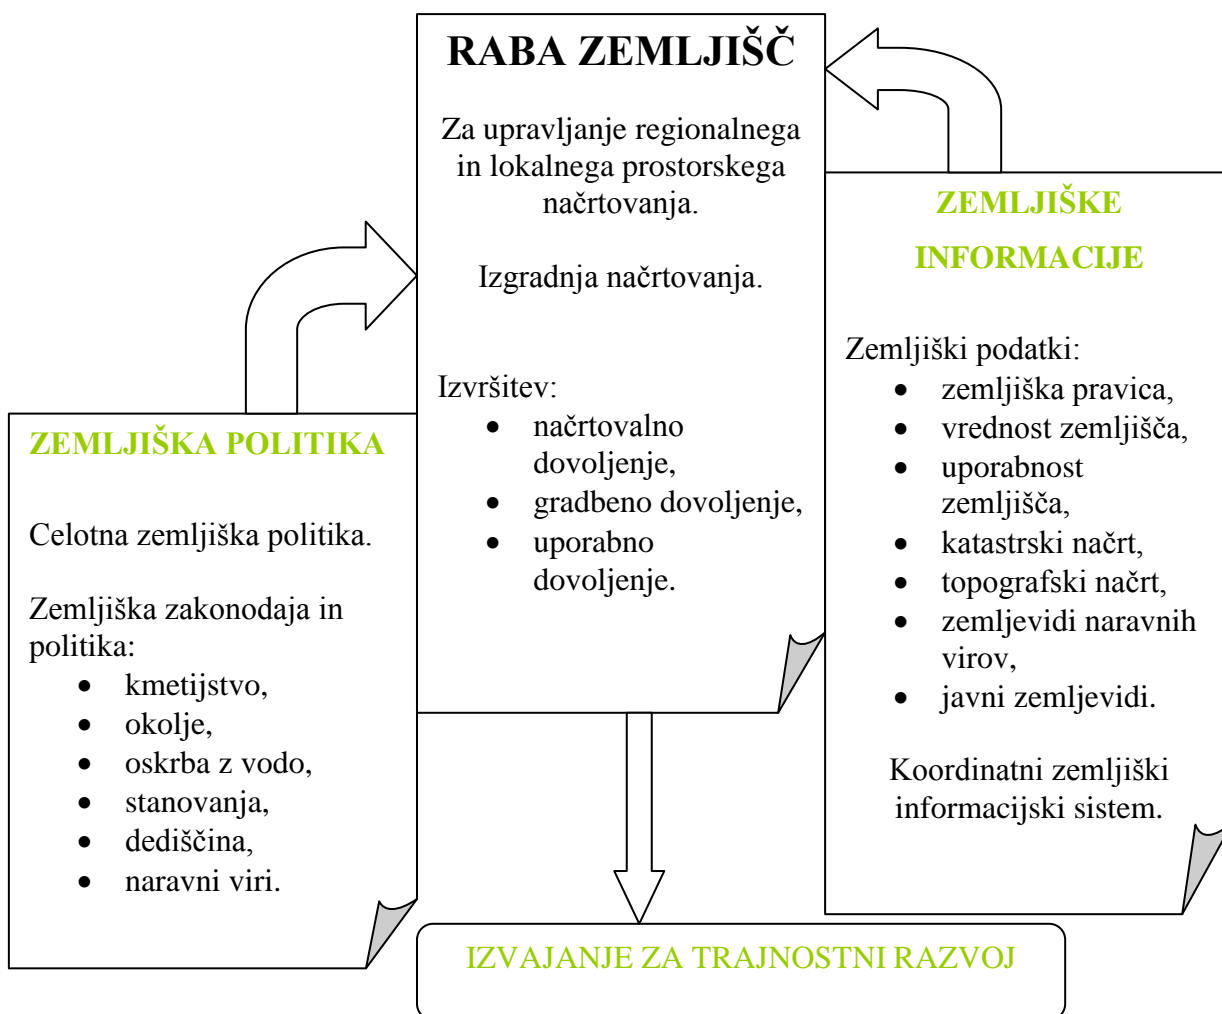 RABA ZEMLJIŠČ
Za upravljanje regionalnega
in lokalnega prostorskega
načrtovanja.
Izgradnja načrtovanja.
Izvršitev:
• načrtovalno
dovoljenje,
• gradbeno dovoljenje,
• uporabno
dovoljenje.
ZEMLJIŠKA POLITIKA
Celotna zemljiška politika.
Zemljiška zakonodaja in
politika:
• kmetijstvo,
• okolje,
• oskrba z vodo,
• stanovanja,
• dediščina,
• naravni viri.
ZEMLJIŠKE
INFORMACIJE
Zemljiški podatki:
• zemljiška pravica,
• vrednost zemljišča,
• uporabnost
zemljišča,
• katastrski načrt,
• topografski načrt,
• zemljevidi naravnih
virov,
• javni zemljevidi.
Koordinatni zemljiški
informacijski sistem.
IZVAJANJE ZA TRAJNOSTNI RAZVOJ